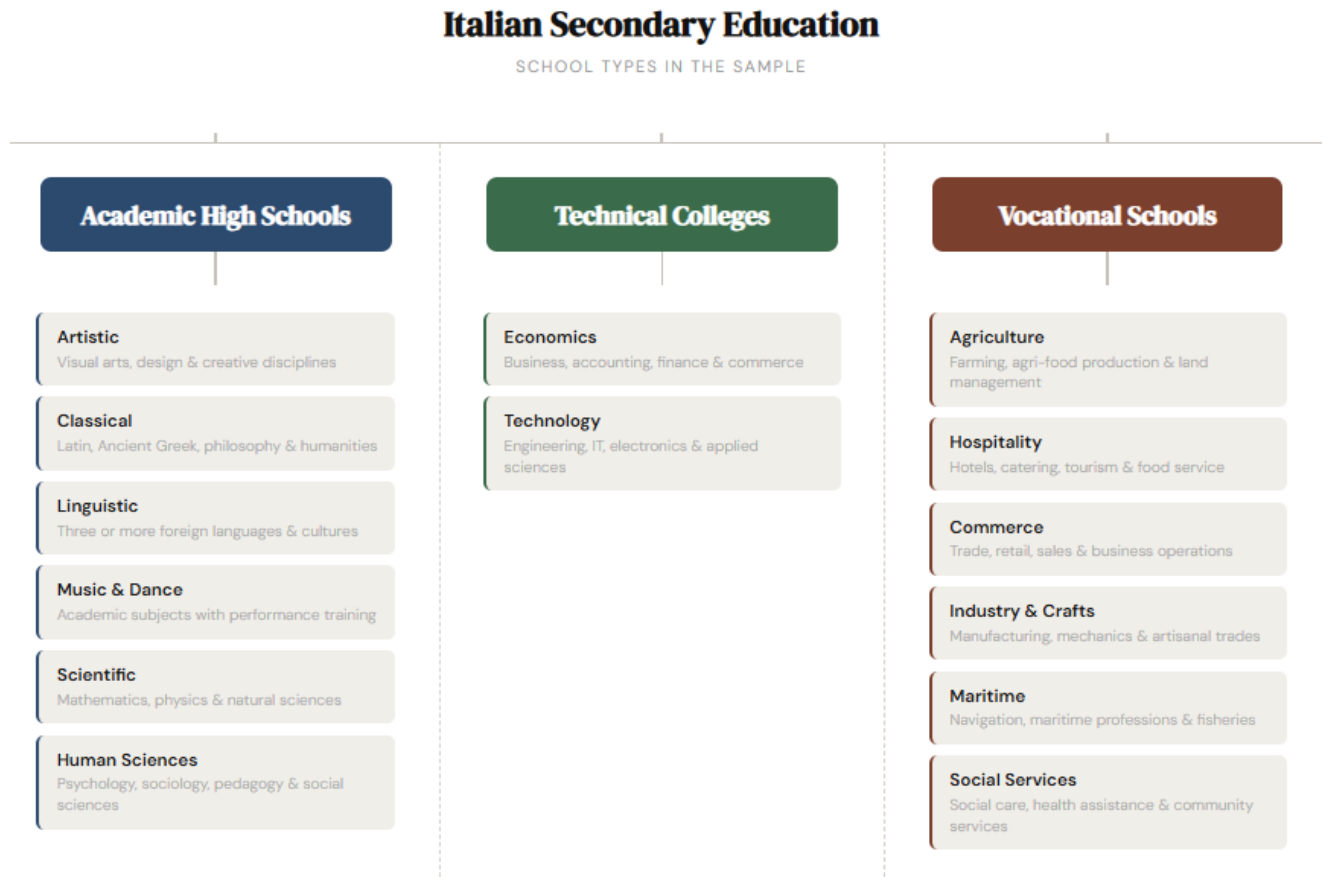 Italian Secondary Education
SCHOOL TYPES IN THE SAMPLE
Academic High Schools
Artistic
Visual arts, design & creative disciplines
Classical
Latin, Ancient Greek, philosophy & humanities
Linguistic
Three or more foreign languages & cultures
Music & Dance
Academic subjects with performance training
Scientific
Mathematics, physics & natural sciences
Human Sciences
Psychology, sociology, pedagogy & social
sciences
Technical Colleges
Economics
Business, accounting, finance & commerce
Technology
Engineering, IT, electronics & applied
sciences
Vocational Schools
Agriculture
Farming, agri-food production & land
management
Hospitality
Hotels, catering, tourism & food service
Commerce
Trade, retail, sales & business operations
Industry & Crafts
Manufacturing, mechanics & artisanal trades
Maritime
Navigation, maritime professions & fisheries
Social Services
Social care, health assistance & community
services